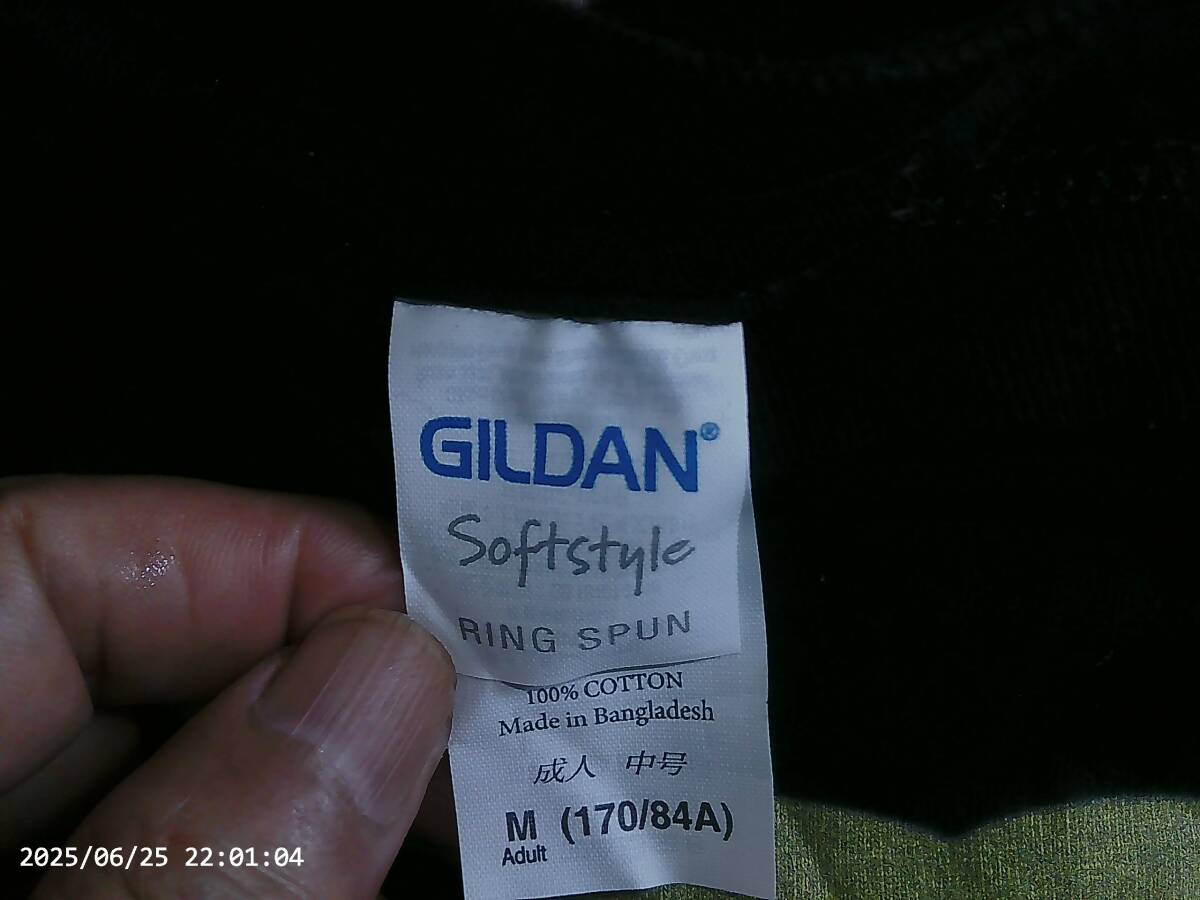 GILDAN®
Softstyle
RING SPUN
100% COTTON
Made in Bangladesh
成人 中号
M (170/84A)
Adult
2025/06/25 22:01:04